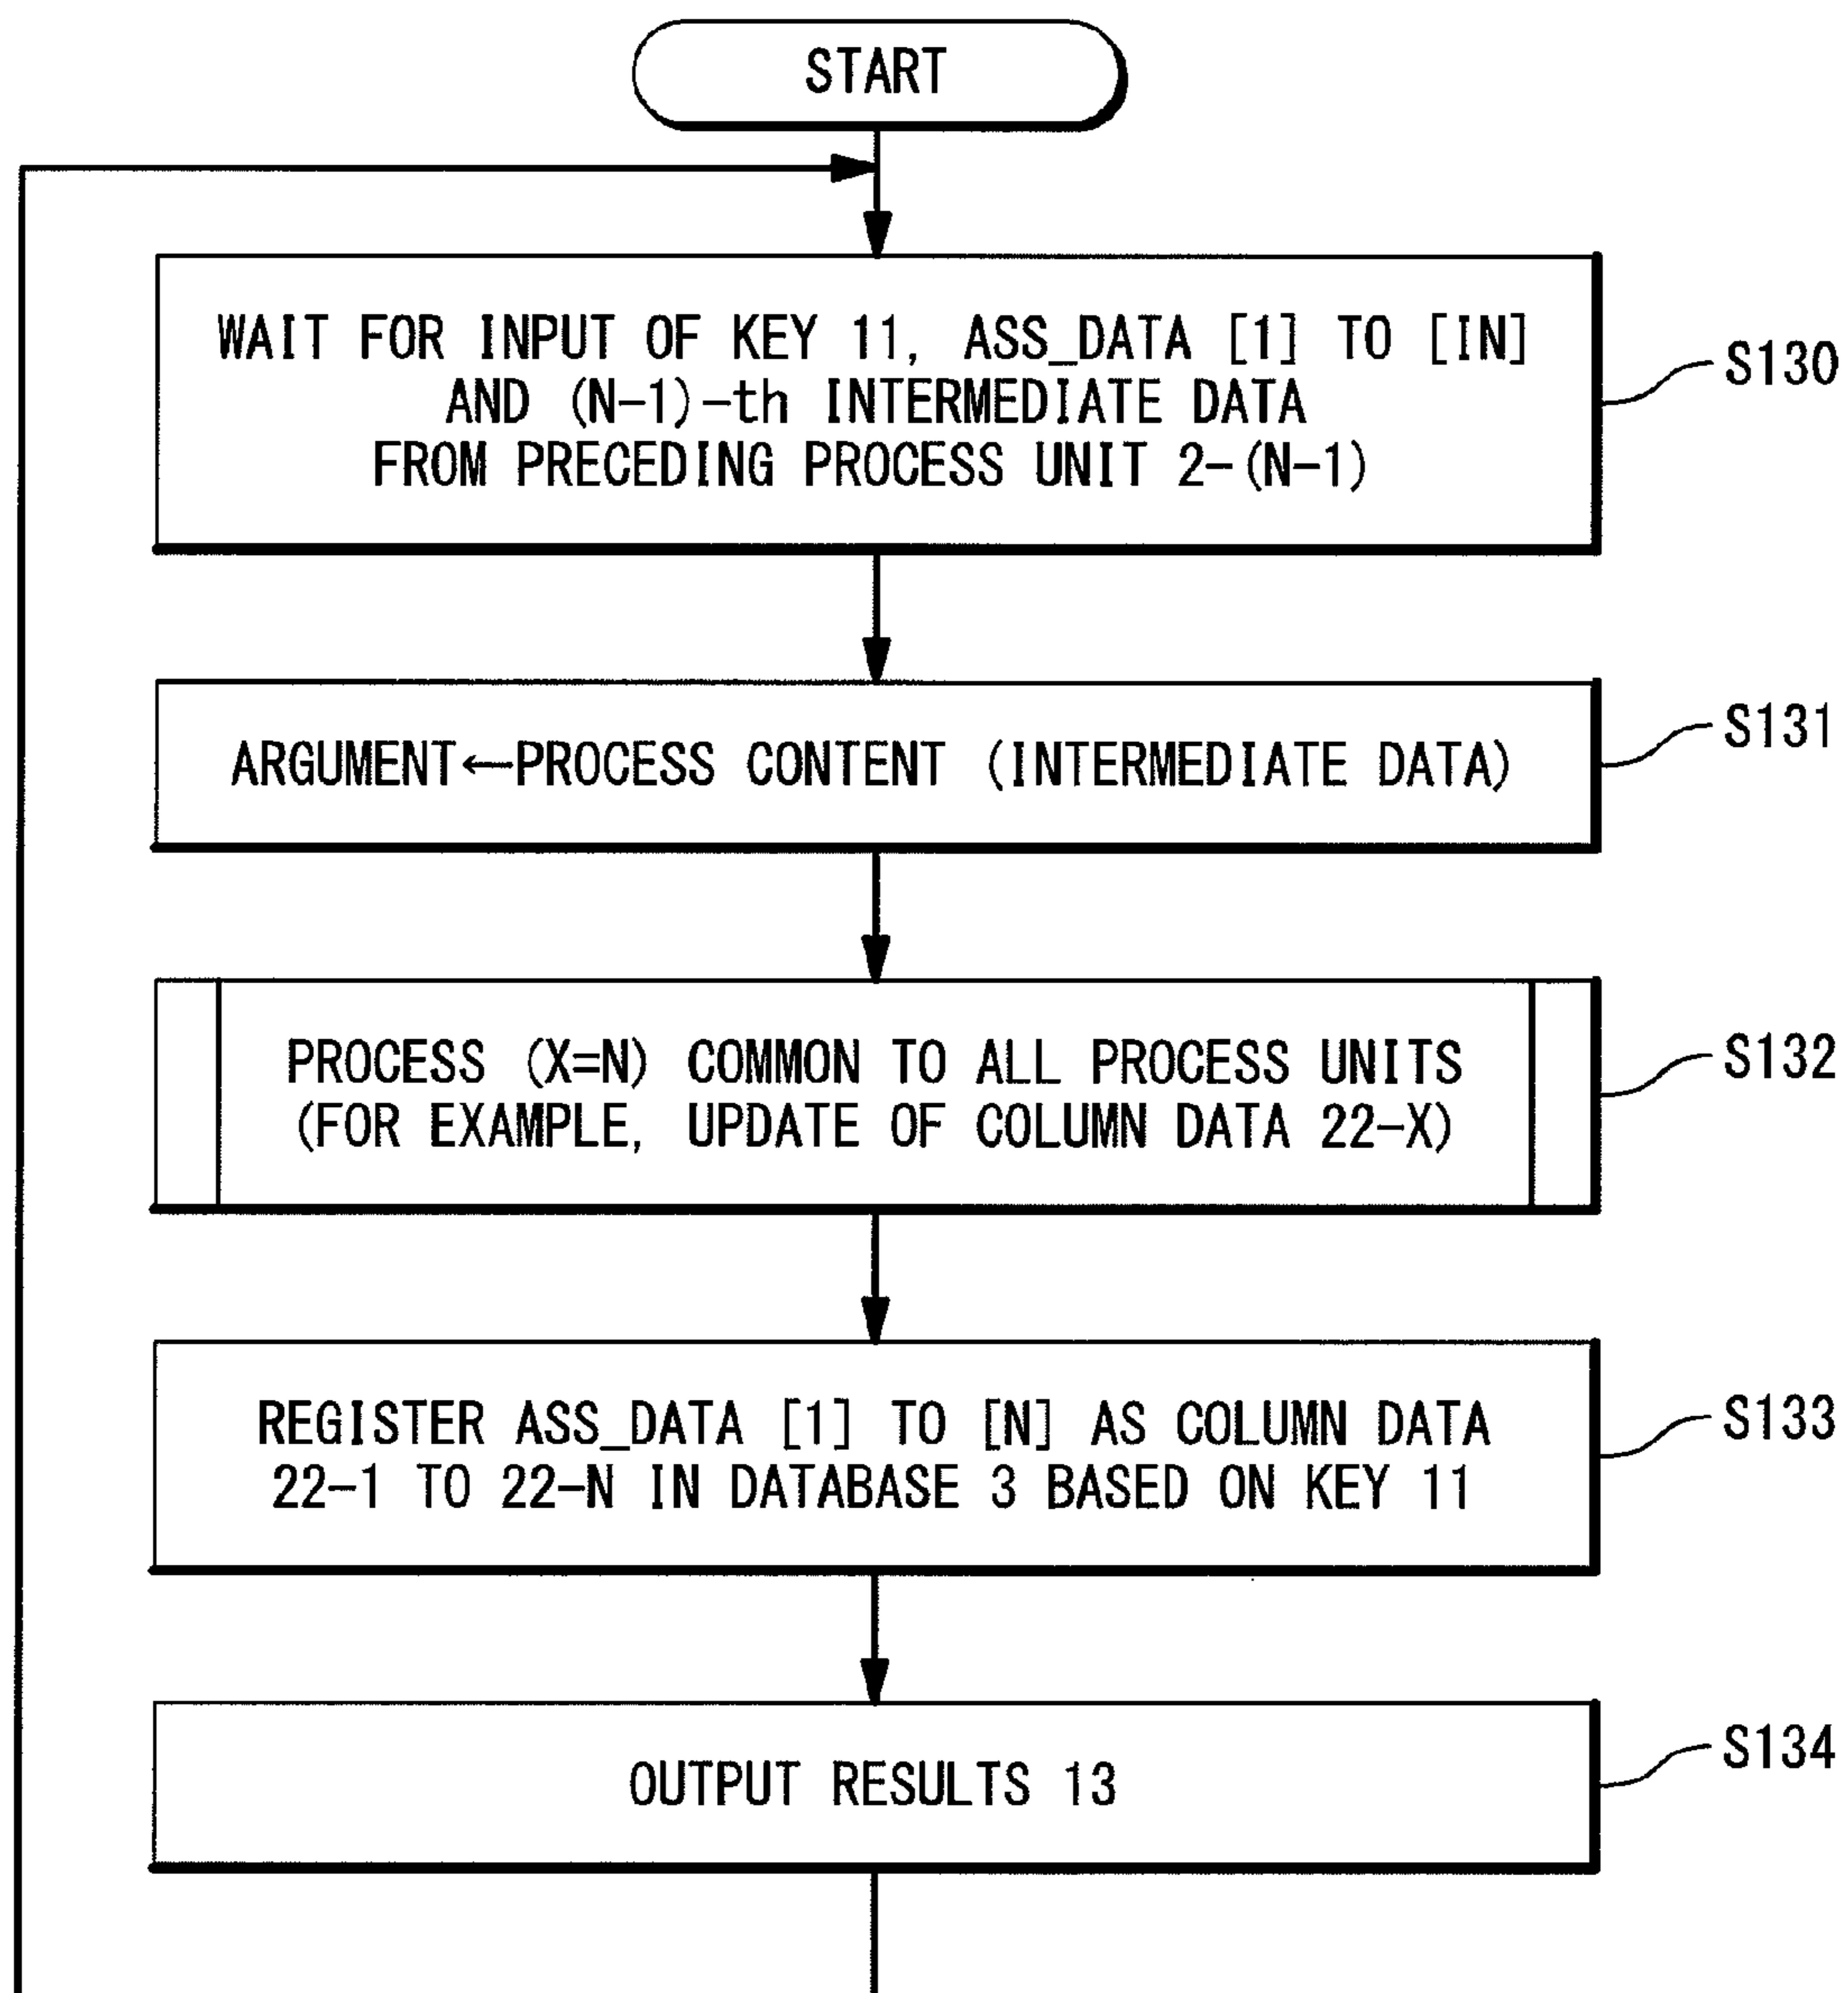 START
WAIT FOR INPUT OF KEY 11, ASS_DATA [1] TO [IN]
AND (N-1)-th INTERMEDIATE DATA
FROM PRECEDING PROCESS UNIT 2-(N-1)
S130
ARGUMENT←PROCESS CONTENT (INTERMEDIATE DATA)
S131
PROCESS (X=N) COMMON TO ALL PROCESS UNITS
(FOR EXAMPLE, UPDATE OF COLUMN DATA 22-X)
S132
REGISTER ASS_DATA [1] TO [N] AS COLUMN DATA
22-1 TO 22-N IN DATABASE 3 BASED ON KEY 11
S133
OUTPUT RESULTS 13
S134